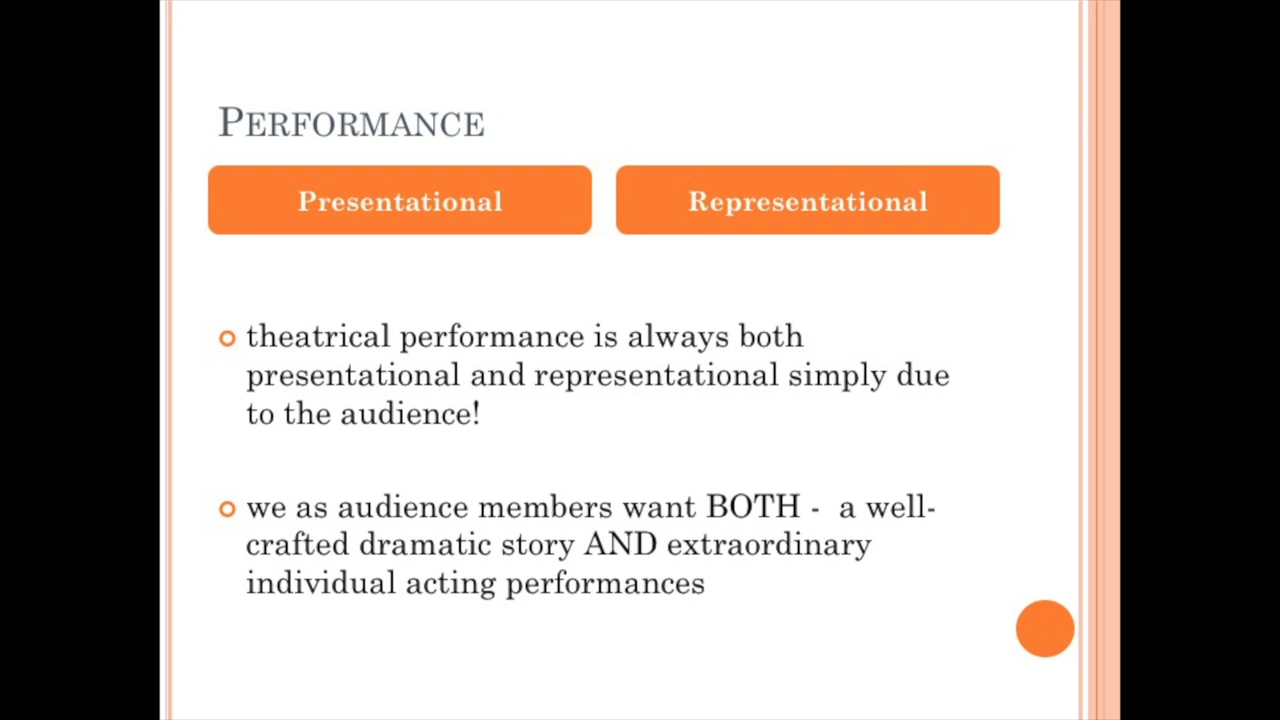 PERFORMANCE
Presentational
Representational
theatrical performance is always both
presentational and representational simply due
to the audience!
we as audience members want BOTH -  a well-
crafted dramatic story AND extraordinary
individual acting performances